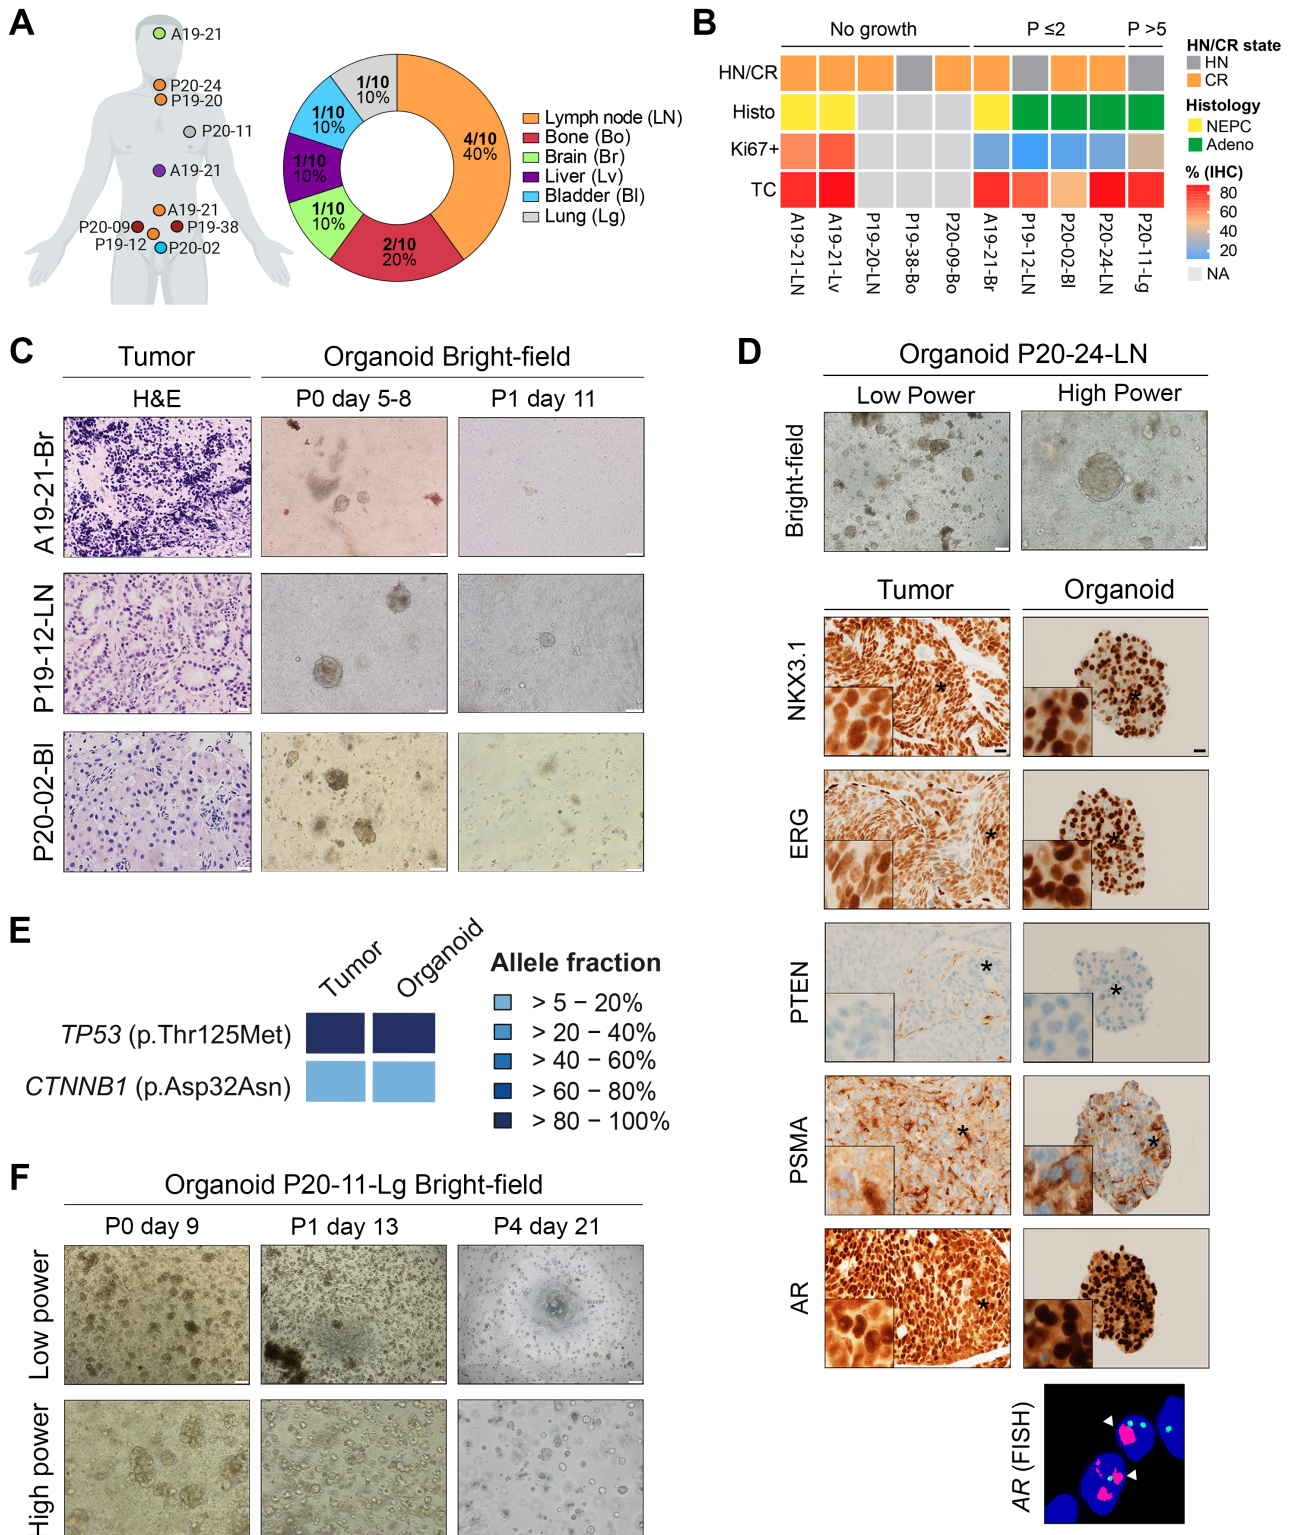 A
A19-21
P20-24
P19-20
P20-11
A19-21
A19-21
P20-09
P19-38
P19-12
P20-02
1/10
10%
1/10
10%
1/10
10%
1/10
10%
2/10
20%
4/10
40%
Lymph node (LN)
Bone (Bo)
Brain (Br)
Liver (Lv)
Bladder (Bl)
Lung (Lg)
B
No growth
P ≤2
P >5
HN/CR
Histo
Ki67+
TC
A19-21-LN
A19-21-Lv
P19-20-LN
P19-38-Bo
P20-09-Bo
A19-21-Br
P19-12-LN
P20-02-Bl
P20-24-LN
P20-11-Lg
HN/CR state
HN
CR
Histology
NEPC
Adeno
% (IHC)
80
60
40
20
NA
C
Tumor
Organoid Bright-field
H&E
P0 day 5-8
P1 day 11
A19-21-Br
P19-12-LN
P20-02-Bl
D
Organoid P20-24-LN
Low Power
High Power
Bright-field
Tumor
Organoid
NKX3.1
*
*
ERG
*
*
PTEN
*
*
PSMA
*
*
AR
*
AR (FISH)
E
Tumor
Organoid
TP53 (p.Thr125Met)
CTNNB1 (p.Asp32Asn)
Allele fraction
> 5 – 20%
> 20 – 40%
> 40 – 60%
> 60 – 80%
> 80 – 100%
F
Organoid P20-11-Lg Bright-field
P0 day 9
P1 day 13
P4 day 21
Low power
High power